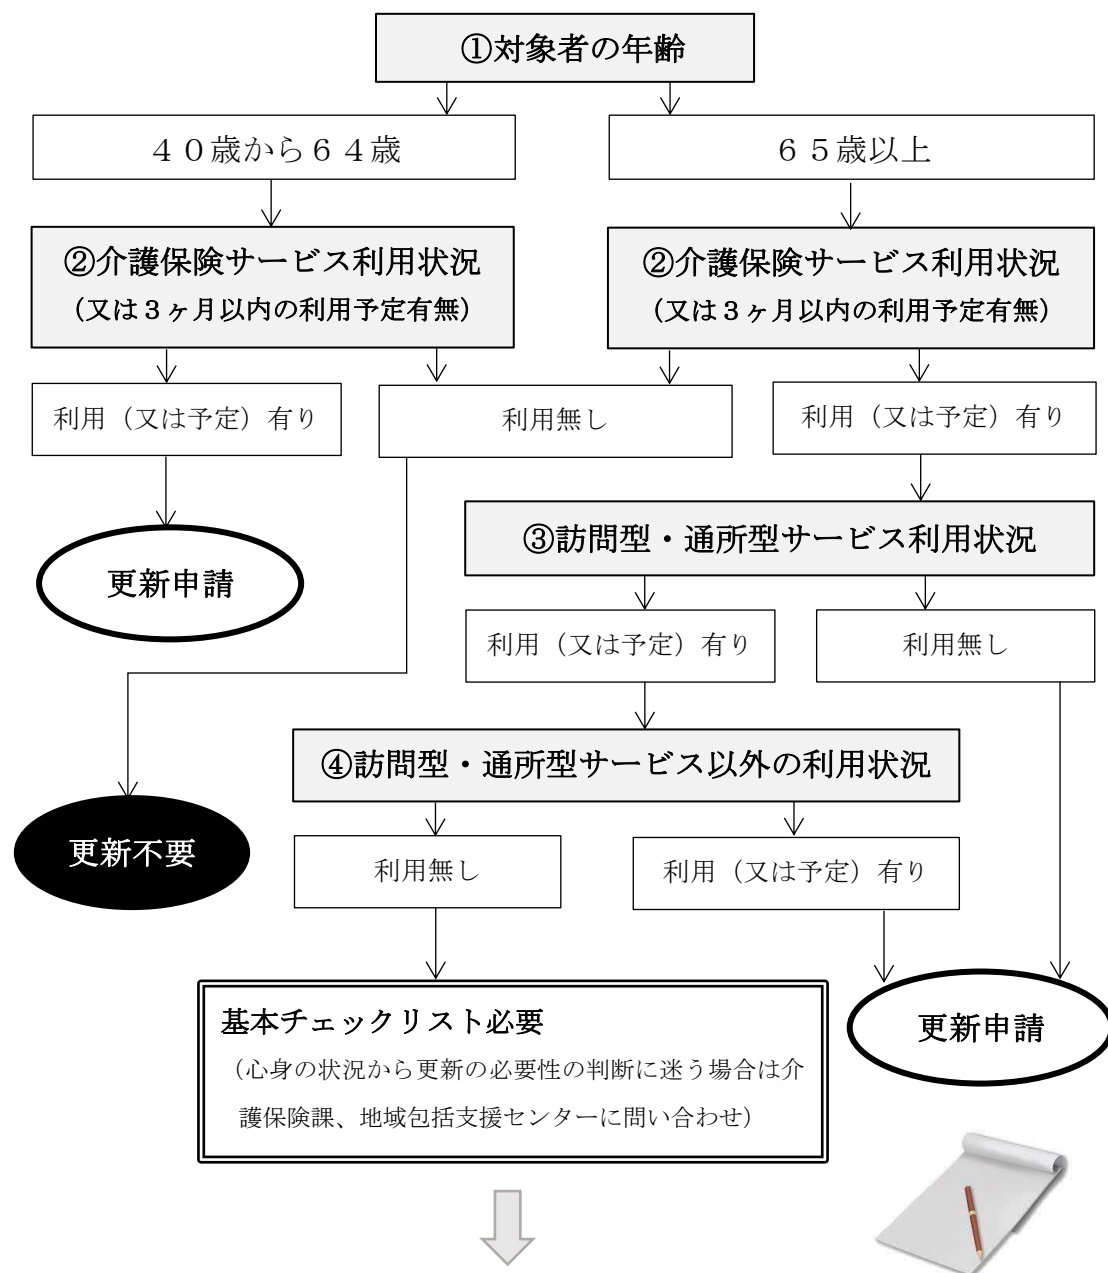 ①対象者の年齢
４０歳から６４歳
６５歳以上
②介護保険サービス利用状況
（又は３ヶ月以内の利用予定有無）
②介護保険サービス利用状況
（又は３ヶ月以内の利用予定有無）
利用（又は予定）有り
利用無し
利用（又は予定）有り
③訪問型・通所型サービス利用状況
更新申請
利用（又は予定）有り
利用無し
④訪問型・通所型サービス以外の利用状況
更新不要
利用無し
利用（又は予定）有り
基本チェックリスト必要
（心身の状況から更新の必要性の判断に迷う場合は介
護保険課、地域包括支援センターに問い合わせ）
更新申請